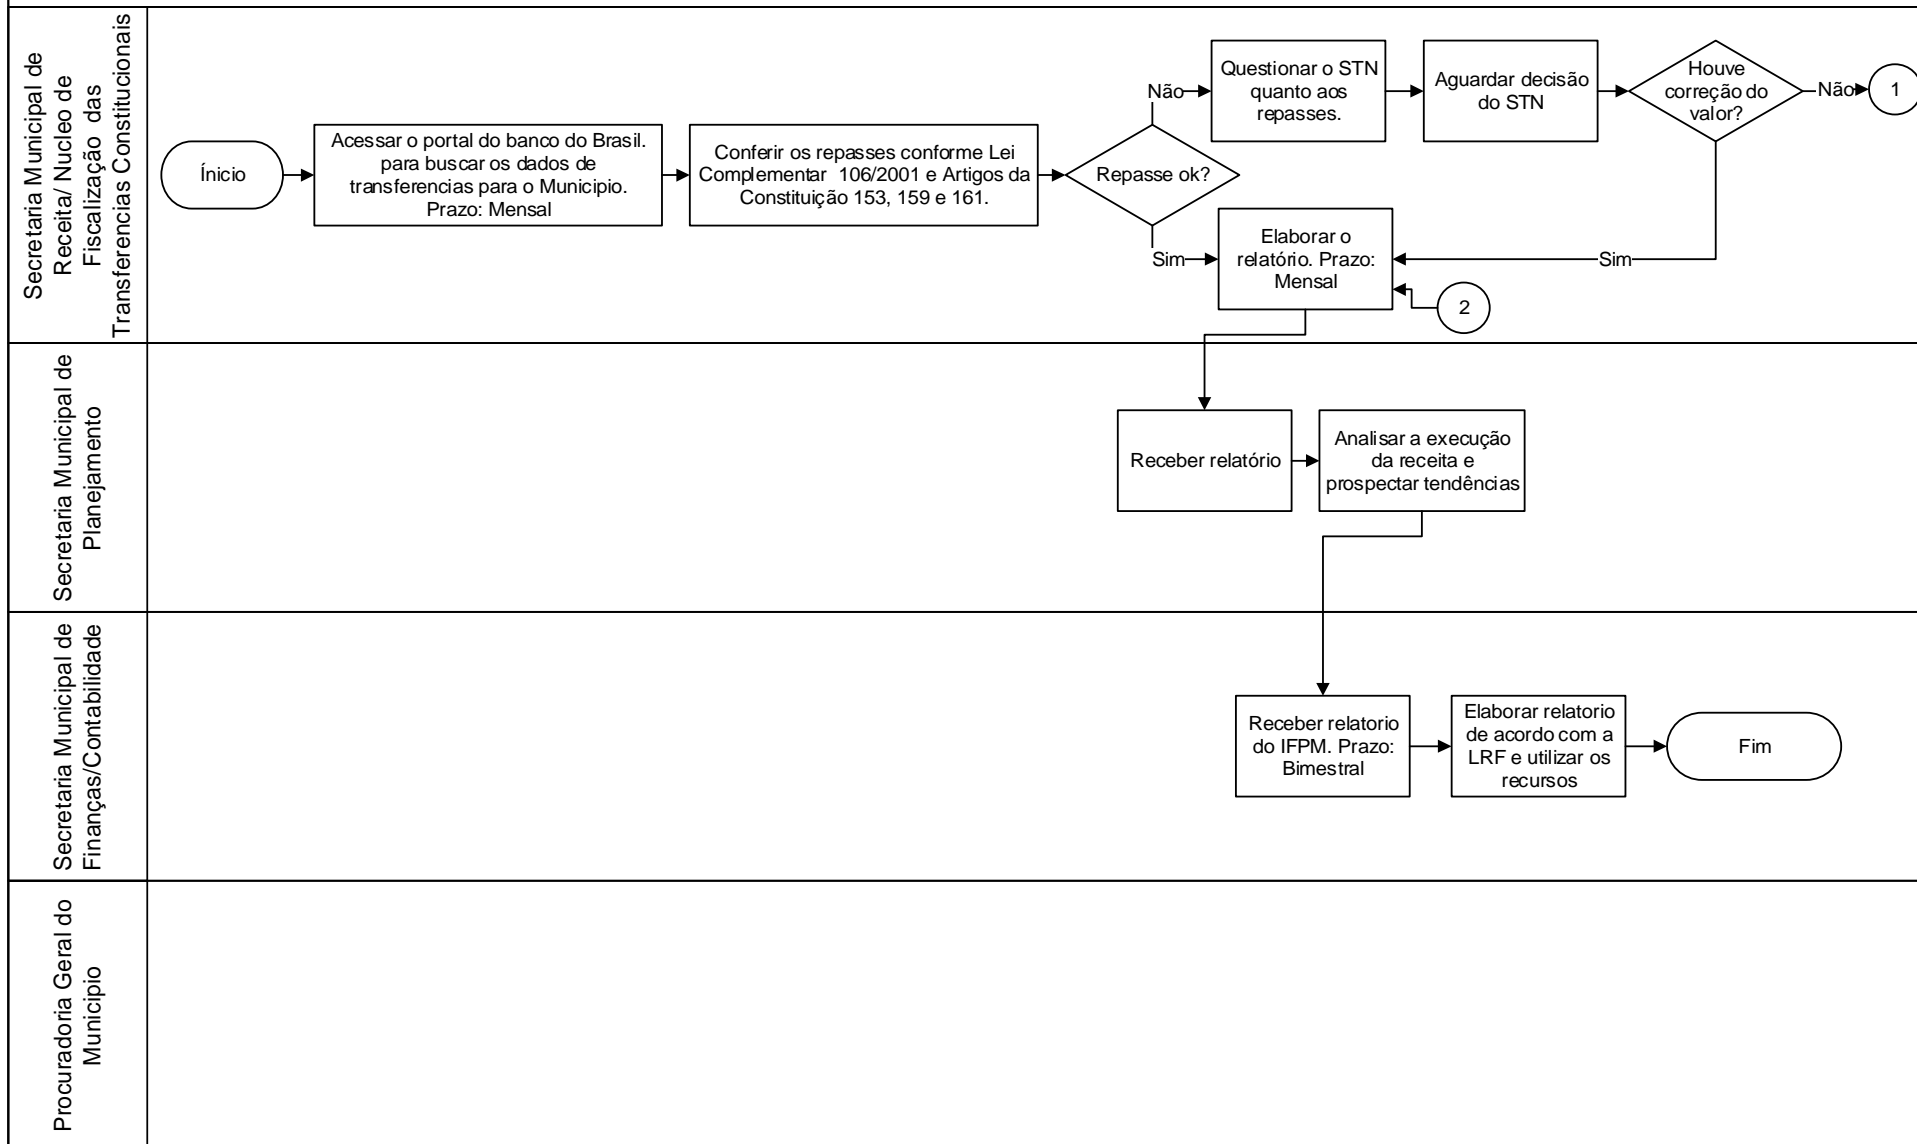 Secretaria Municipal de
Receita/ Nucleo de
Fiscalização das
Transferencias Constitucionais
Ínicio
Acessar o portal do banco do Brasil.
para buscar os dados de
transferencias para o Municipio.
Prazo: Mensal
Conferir os repasses conforme Lei
Complementar 106/2001 e Artigos da
Constituição 153, 159 e 161.
Repasse ok?
Não
Questionar o STN
quanto aos
repasses.
Aguardar decisão
do STN
Houve
correção do
valor?
Não
1
Sim
Elaborar o
relatório. Prazo:
Mensal
Sim
2
Secretaria Municipal de
Planejamento
Receber relatório
Analisar a execução
da receita e
prospectar tendências
Secretaria Municipal de
Finanças/Contabilidade
Receber relatorio
do IFPM. Prazo:
Bimestral
Elaborar relatorio
de acordo com a
LRF e utilizar os
recursos
Fim
Procuradoria Geral do
Municipio